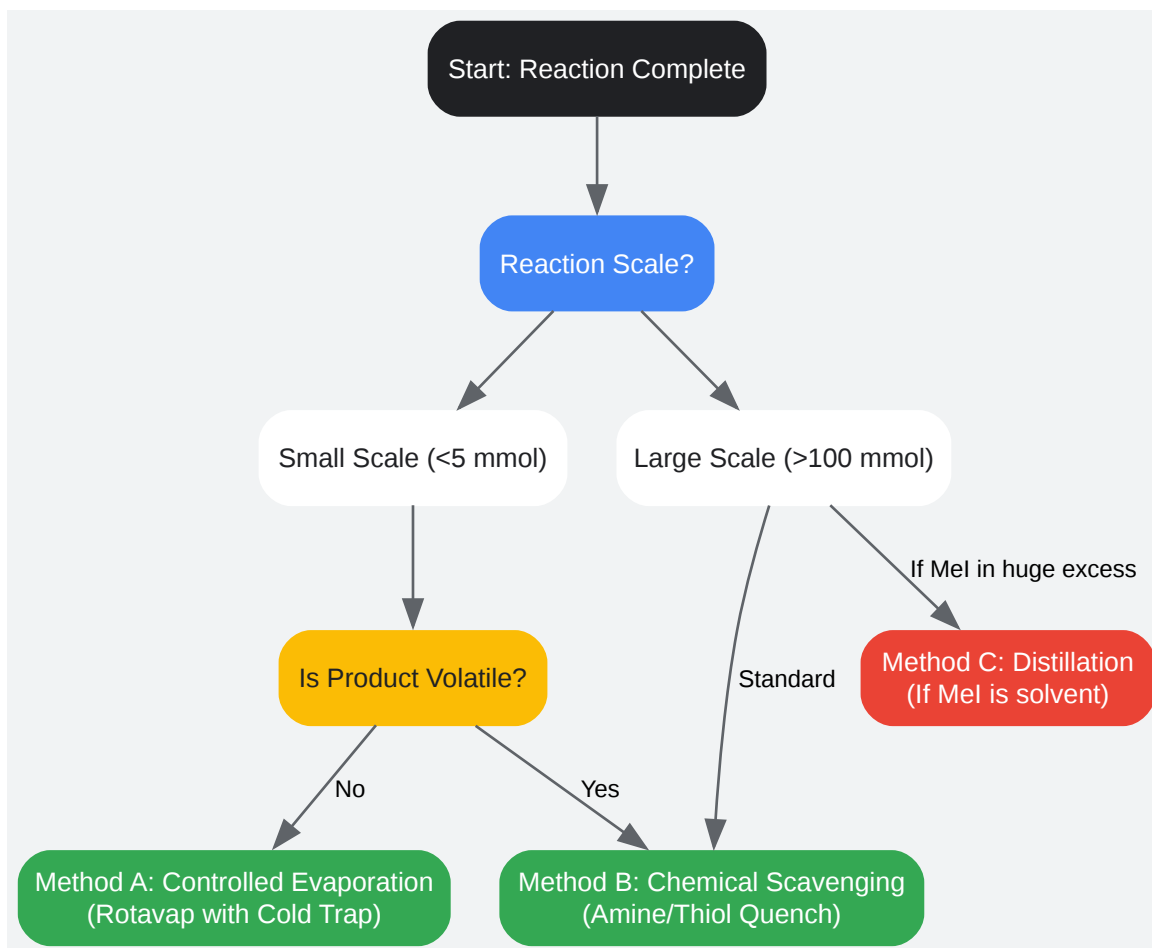 Start: Reaction Complete
Reaction Scale?
Small Scale (<5 mmol)
Large Scale (>100 mmol)
If MeI in huge excess
Is Product Volatile?
Standard
Method C: Distillation
(If MeI is solvent)
No
Yes
Method A: Controlled Evaporation
(Rotavap with Cold Trap)
Method B: Chemical Scavenging
(Amine/Thiol Quench)